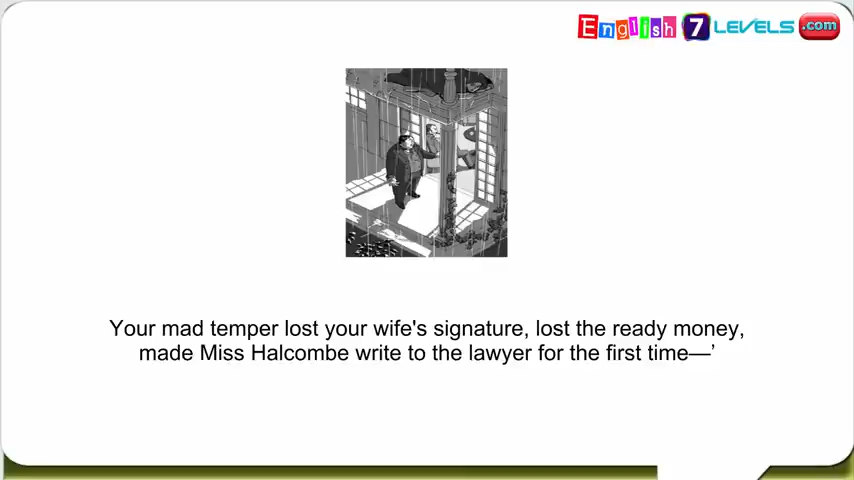 English 7 LEVELS .com
Your mad temper lost your wife's signature, lost the ready money,
made Miss Halcombe write to the lawyer for the first time—’